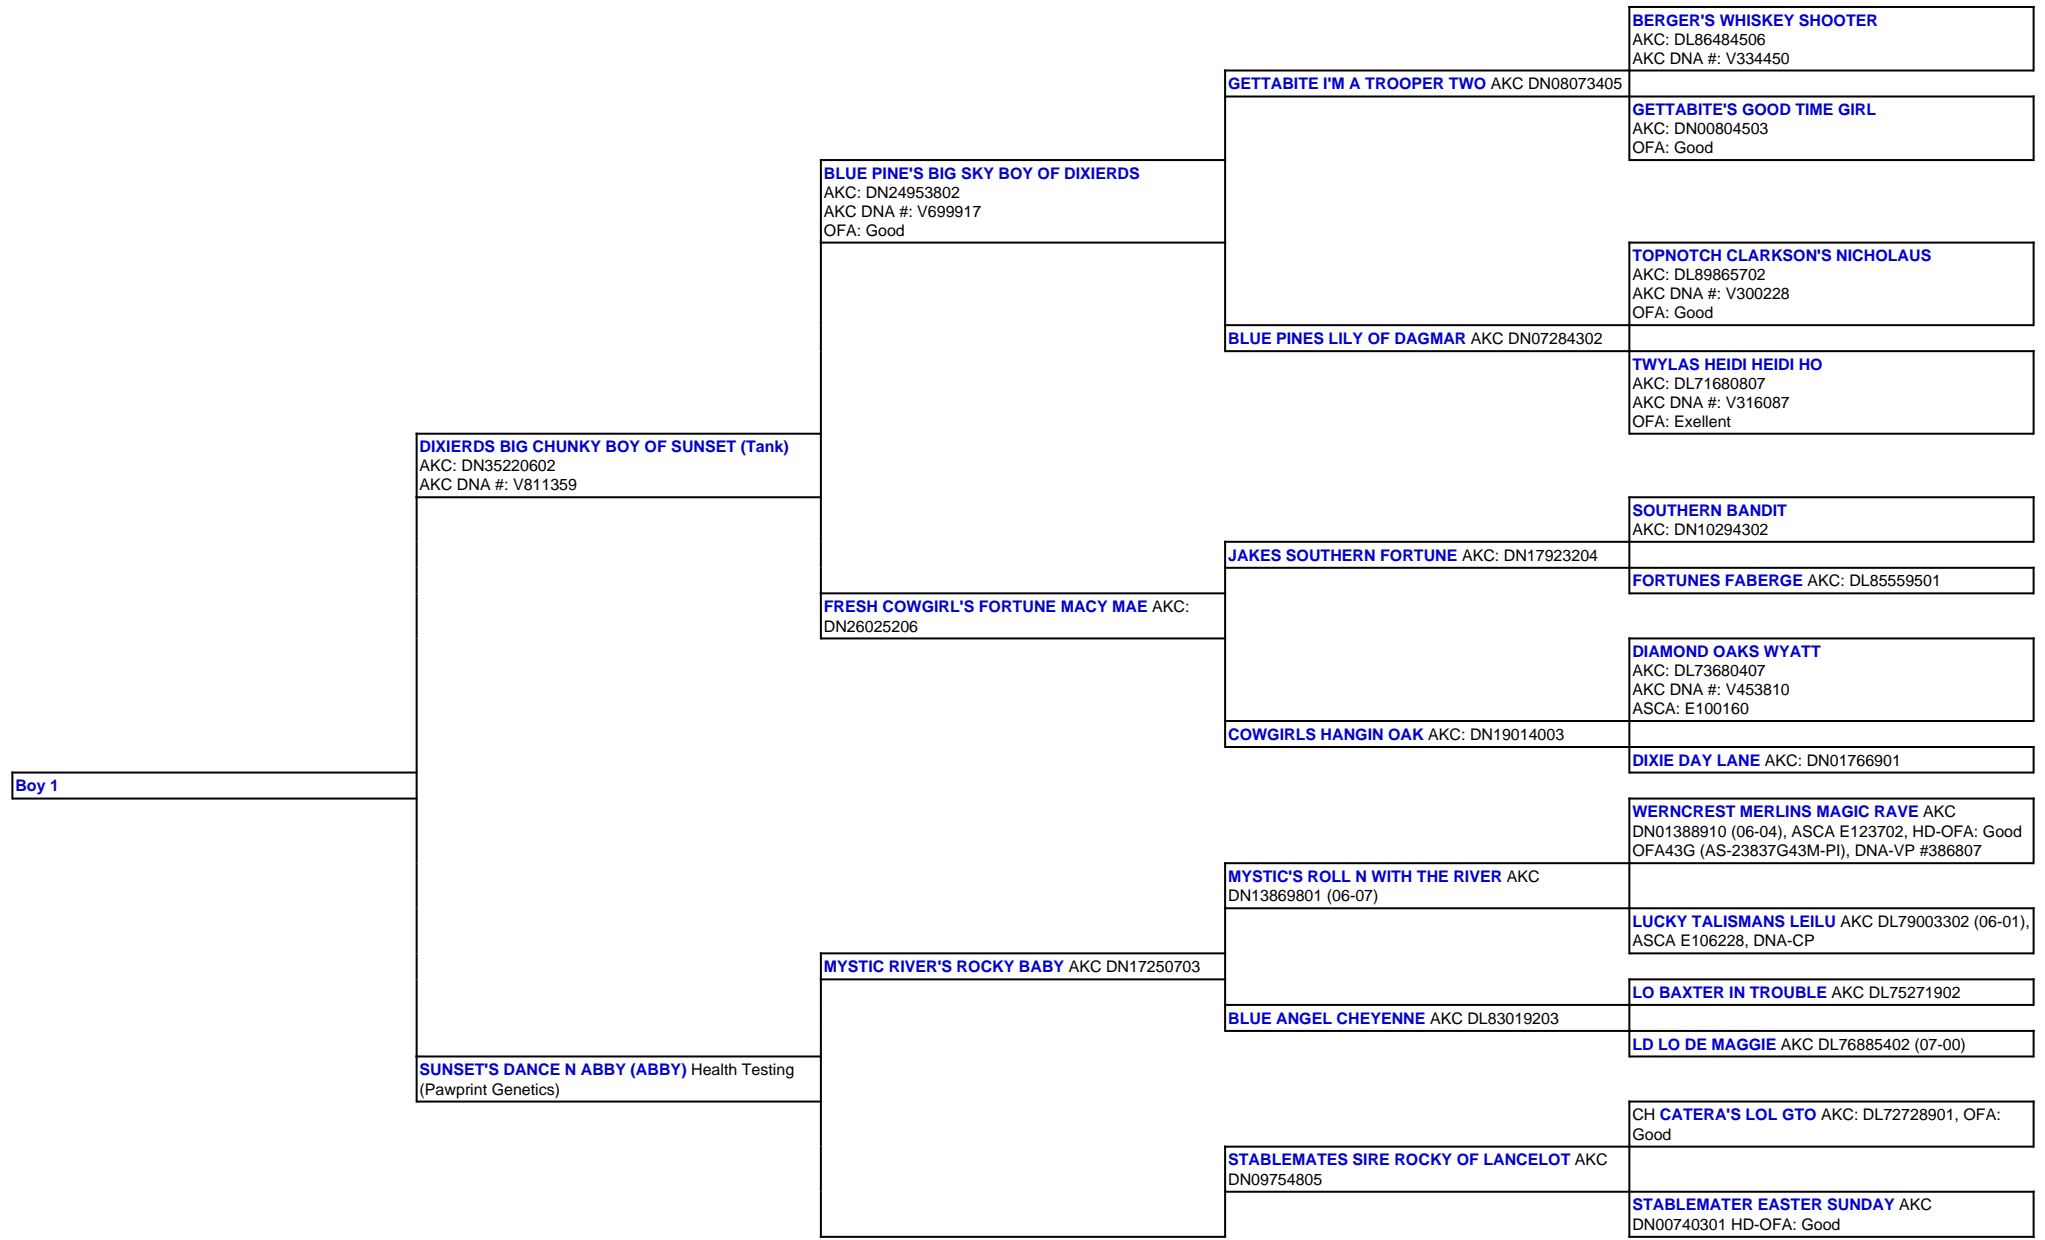 BERGER'S WHISKEY SHOOTER
AKC: DL86484506
AKC DNA #: V334450
GETTABITE I'M A TROOPER TWO AKC DN08073405
GETTABITE'S GOOD TIME GIRL
AKC: DN00804503
OFA: Good
BLUE PINE'S BIG SKY BOY OF DIXIERDS
AKC: DN24953802
AKC DNA #: V699917
OFA: Good
TOPNOTCH CLARKSON'S NICHOLAUS
AKC: DL89865702
AKC DNA #: V300228
OFA: Good
BLUE PINES LILY OF DAGMAR AKC DN07284302
TWYLAS HEIDI HEIDI HO
AKC: DL71680807
AKC DNA #: V316087
OFA: Exellent
DIXIERDS BIG CHUNKY BOY OF SUNSET (Tank)
AKC: DN35220602
AKC DNA #: V811359
SOUTHERN BANDIT
AKC: DN10294302
JAKES SOUTHERN FORTUNE AKC: DN17923204
FORTUNES FABERGE AKC: DL85559501
FRESH COWGIRL'S FORTUNE MACY MAE AKC:
DN26025206
DIAMOND OAKS WYATT
AKC: DL73680407
AKC DNA #: V453810
ASCA: E100160
COWGIRLS HANGIN OAK AKC: DN19014003
DIXIE DAY LANE AKC: DN01766901
Boy 1
WERNCREST MERLINS MAGIC RAVE AKC
DN01388910 (06-04), ASCA E123702, HD-OFA: Good
OFA43G (AS-23837G43M-PI), DNA-VP #386807
MYSTIC'S ROLL N WITH THE RIVER AKC
DN13869801 (06-07)
LUCKY TALISMANS LEILU AKC DL79003302 (06-01),
ASCA E106228, DNA-CP
MYSTIC RIVER'S ROCKY BABY AKC DN17250703
LO BAXTER IN TROUBLE AKC DL75271902
BLUE ANGEL CHEYENNE AKC DL83019203
LD LO DE MAGGIE AKC DL76885402 (07-00)
SUNSET'S DANCE N ABBY (ABBY) Health Testing
(Pawprint Genetics)
CH CATERA'S LOL GTO AKC: DL72728901, OFA:
Good
STABLEMATES SIRE ROCKY OF LANCELOT AKC
DN09754805
STABLEMATER EASTER SUNDAY AKC
DN00740301 HD-OFA: Good